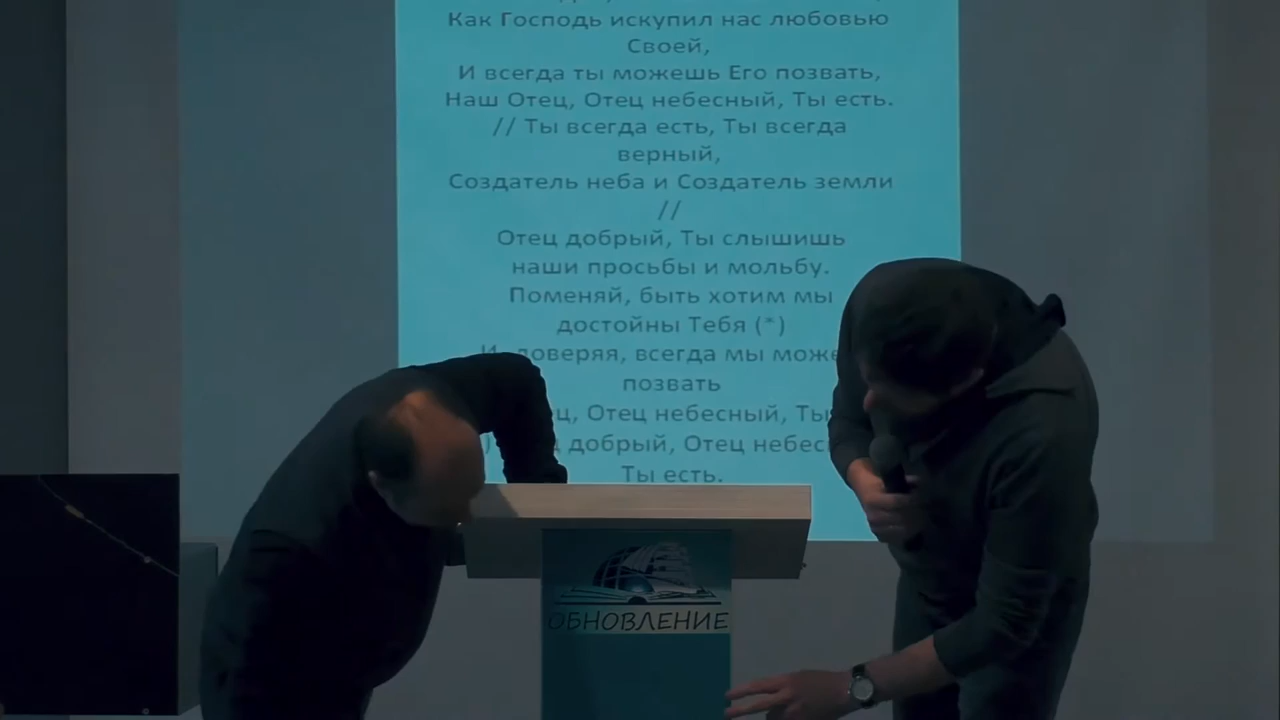 Как Господь искупил нас любовью
Своей,
И всегда ты можешь Его позвать,
Наш Отец, Отец небесный, Ты есть.
// Ты всегда есть, Ты всегда
верный,
Создатель неба и Создатель земли
//
Отец добрый, Ты слышишь
наши просьбы и мольбу.
Поменяй, быть хотим мы
достойны Тебя (*)
И, доверяя, всегда мы
позвать
Отец небесный, Ты
добрый, Отец
Ты есть.
ОБНОВЛЕНИЕ